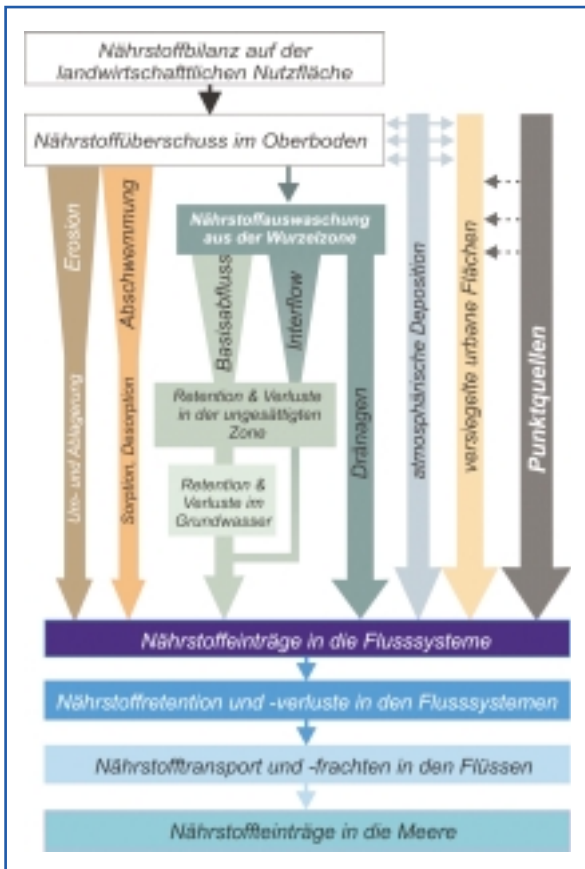 Nährstoffbilanz auf der
landwirtschafttlichen Nutzfläche
Nährstoffüberschuss im Oberboden
Erosion
Um- und Ablagerung
Abschwemmung
Sorption, Desorption
Nährstoffauswaschung
aus der Wurzelzone
Basisabfluss
Interflow
Retention & Verluste
in der ungesättigten
Zone
Retention &
Verluste im
Grundwasser
Dränagen
atmosphärische Deposition
versiegelte urbane Flächen
Punktquellen
Nährstoffeinträge in die Flusssysteme
Nährstoffretention und -verluste in den Flusssystemen
Nährstofftransport und -frachten in den Flüssen
Nährstoffteinträge in die Meere